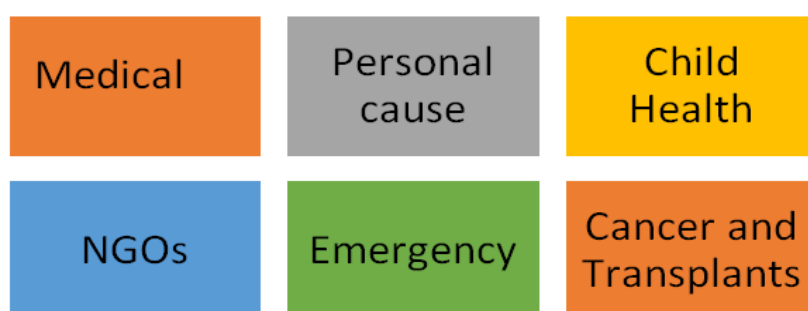 Medical
Personal
cause
Child
Health
NGOs
Emergency
Cancer and
Transplants